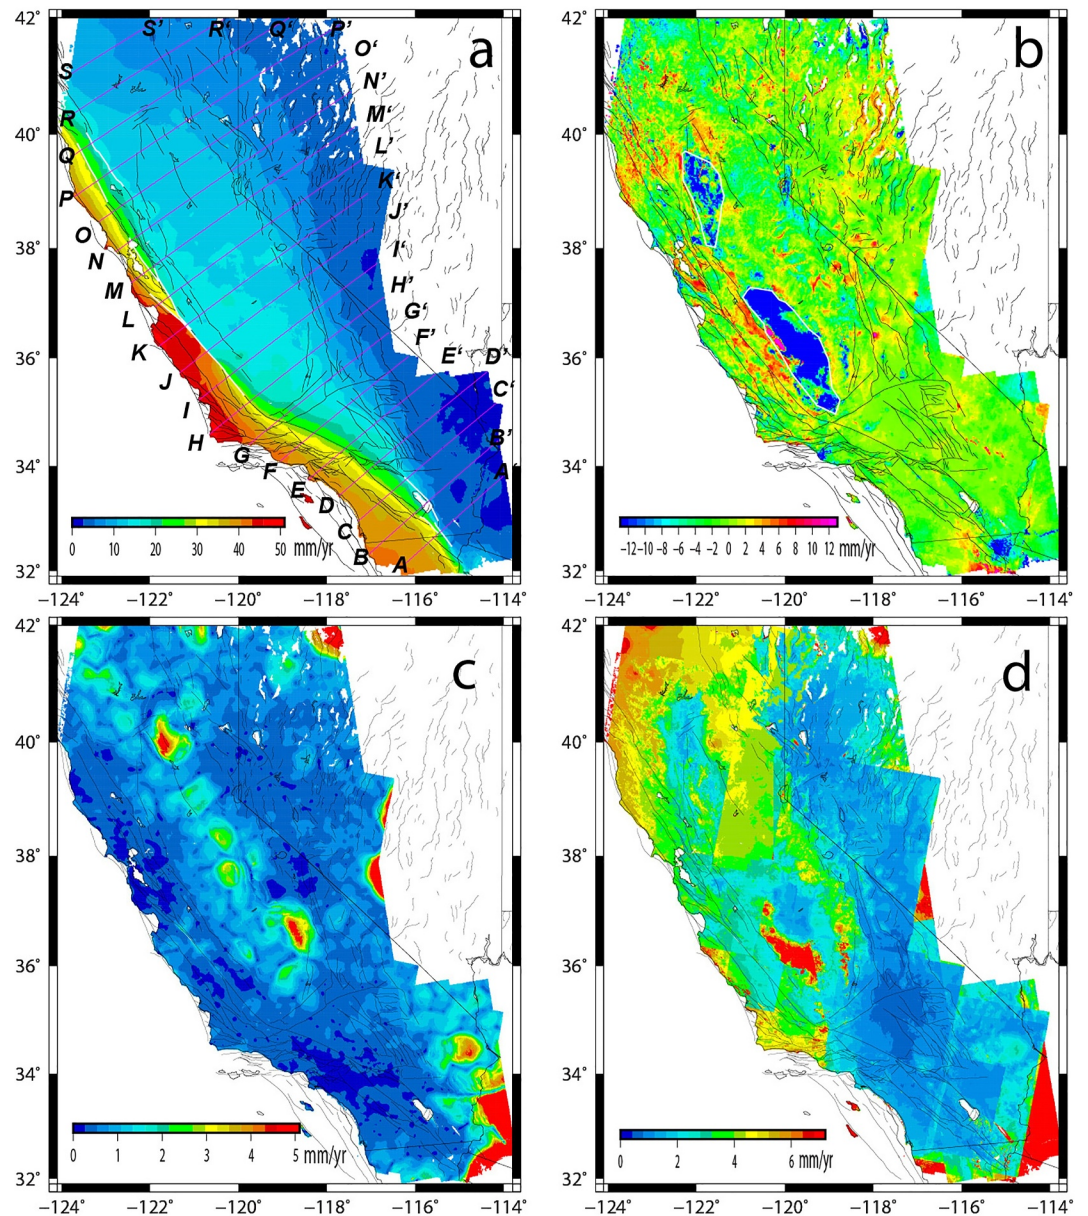 a
42°
40°
38°
36°
34°
32°
S’ R‘ Q‘ P’
O‘
N’
M‘
L’
K‘
J’
I‘
H’
G‘
F’
E‘ D’
C‘
B’
A‘
S
R
Q
P
O
N
M
L
K
J
I
H
G
F
E
D
C
B
A
0 10 20 30 40 50 mm/yr
−124° −122° −120° −118° −116° −114°
b
42°
40°
38°
36°
34°
32°
−12−10 −8 −6 −4 −2 0 2 4 6 8 10 12 mm/yr
−124° −122° −120° −118° −116° −114°
c
42°
40°
38°
36°
34°
32°
0 1 2 3 4 5 mm/yr
−124° −122° −120° −118° −116° −114°
d
42°
40°
38°
36°
34°
32°
0 2 4 6 mm/yr
−124° −122° −120° −118° −116° −114°